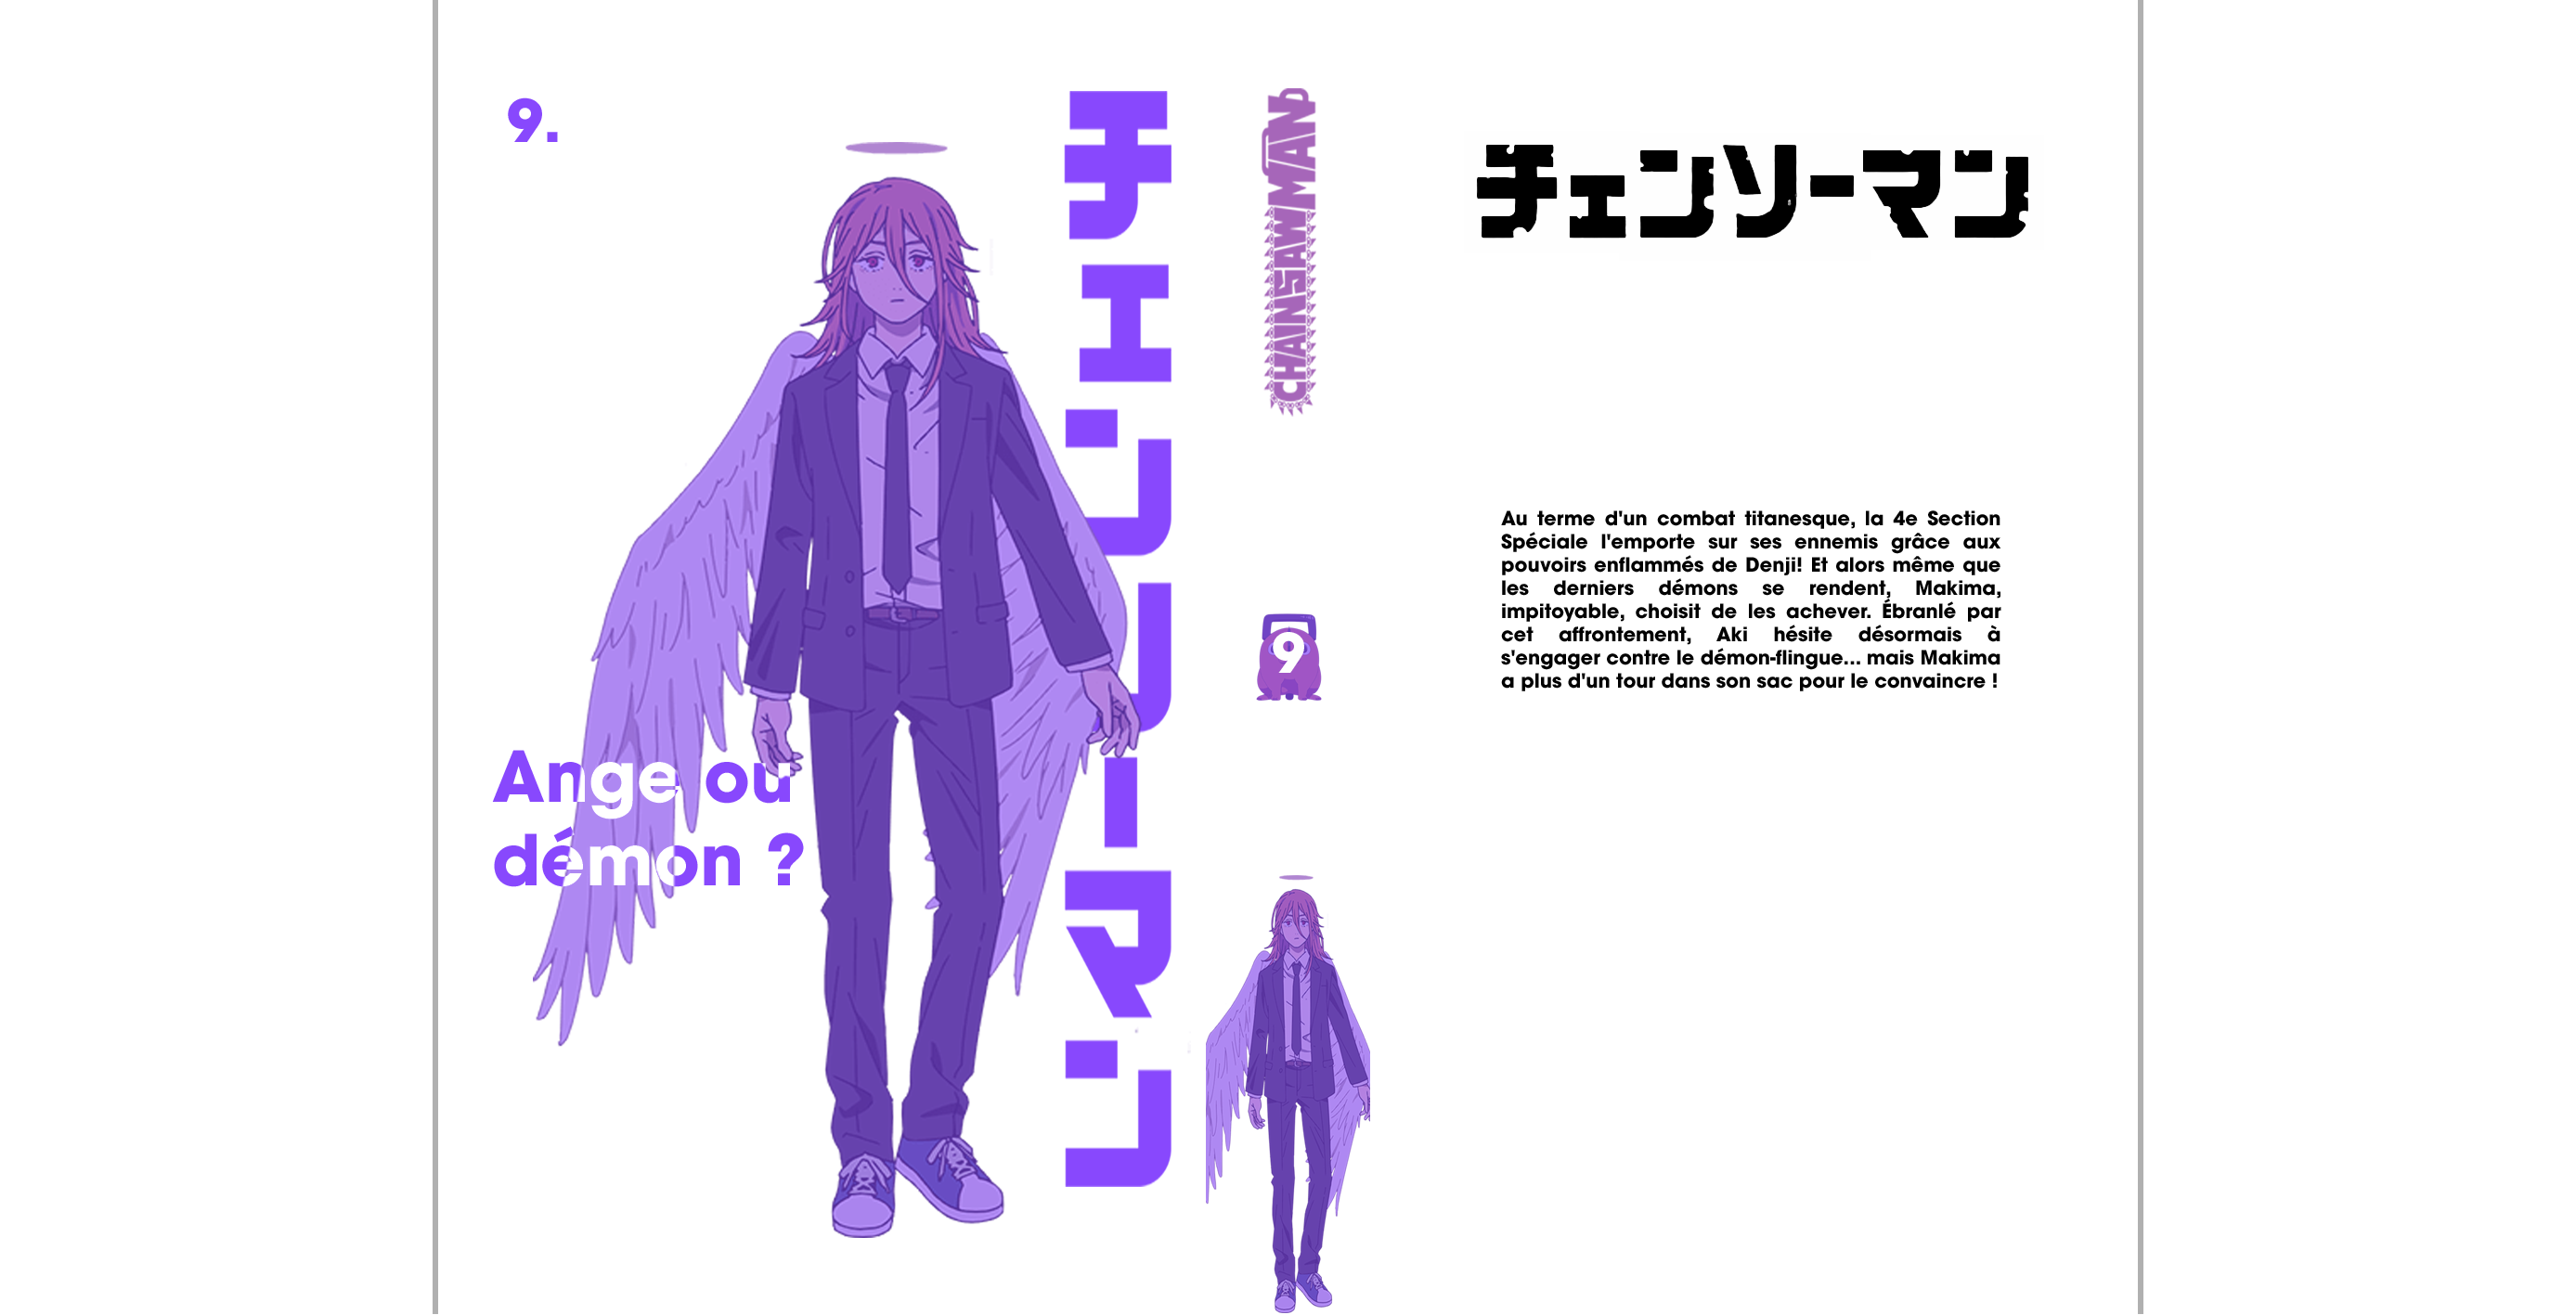 9.
チェンソーマン
Ange ou
démon ?
CHAINSAWMAN
9
チェンソーマン
Au terme d'un combat titanesque, la 4e Section
Spéciale l'emporte sur ses ennemis grâce aux
pouvoirs enflammés de Denji! Et alors même que
les derniers démons se rendent, Makima,
impitoyable, choisit de les achever. Ébranlé par
cet affrontement, Aki hésite désormais à
s'engager contre le démon-flingue... mais Makima
a plus d'un tour dans son sac pour le convaincre !